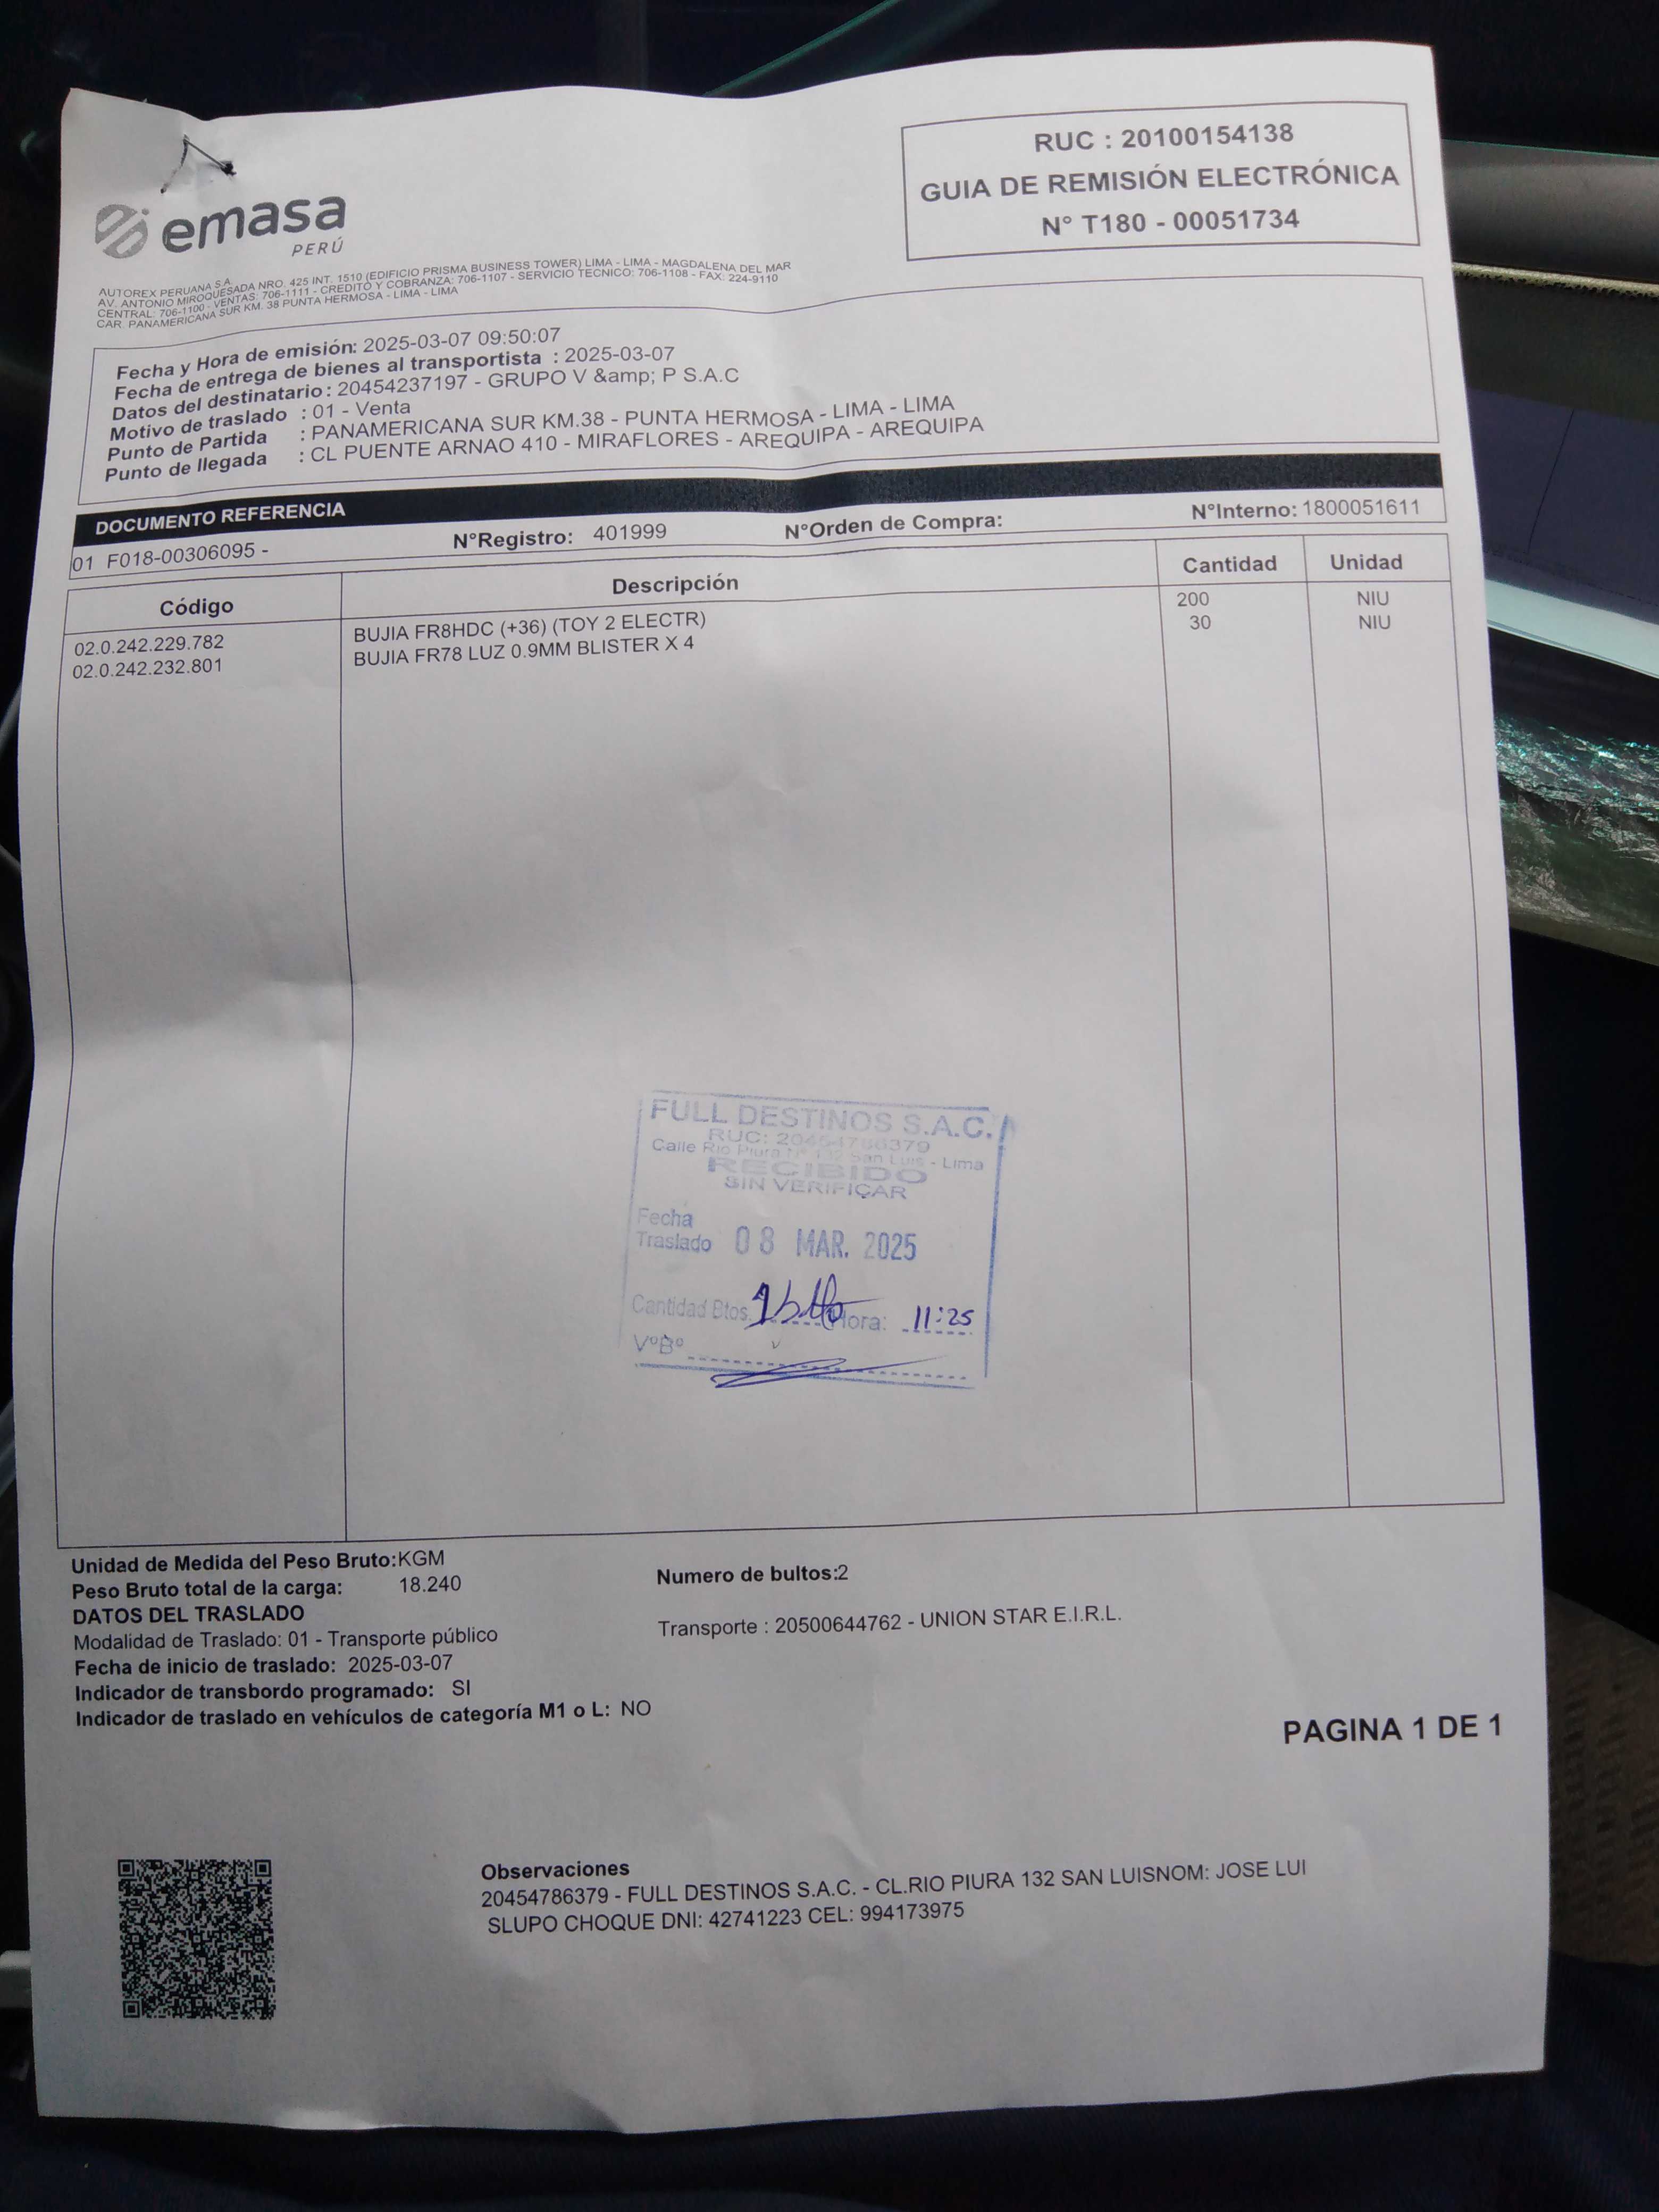 RUC : 20100154138
GUIA DE REMISIÓN ELECTRÓNICA
N° T180 - 00051734
emasa
PERÚ
AUTOREX PERUANA S.A.
AV. ANTONIO MIROQUESADA NRO. 425 INT. 1510 (EDIFICIO PRISMA BUSINESS TOWER) LIMA - LIMA - MAGDALENA DEL MAR
CENTRAL: 706-1100 - VENTAS: 706-1111 - CREDITO Y COBRANZA: 706-1107 - SERVICIO TECNICO: 706-1108 - FAX: 224-9110
CAR. PANAMERICANA SUR KM. 38 PUNTA HERMOSA - LIMA - LIMA
Fecha y Hora de emisión: 2025-03-07 09:50:07
Fecha de entrega de bienes al transportista : 2025-03-07
Datos del destinatario : 20454237197 - GRUPO V &amp; P S.A.C
Motivo de traslado : 01 - Venta
Punto de Partida : PANAMERICANA SUR KM.38 - PUNTA HERMOSA - LIMA - LIMA
Punto de llegada : CL PUENTE ARNAO 410 - MIRAFLORES - AREQUIPA - AREQUIPA
DOCUMENTO REFERENCIA
01 F018-00306095 - N°Registro: 401999 N°Orden de Compra: N°Interno: 1800051611
Código Descripción Cantidad Unidad
02.0.242.229.782 BUJIA FR8HDC (+36) (TOY 2 ELECTR) 200 NIU
02.0.242.232.801 BUJIA FR78 LUZ 0.9MM BLISTER X 4 30 NIU
FULL DESTINOS S.A.C.
RUC: 20454786379
Calle Rio Piura N° 132 San Luis - Lima
RECIBIDO
SIN VERIFICAR
Fecha
Traslado 08 MAR. 2025
Cantidad Btos. Hora: 11:25
V°B°
Unidad de Medida del Peso Bruto:KGM
Peso Bruto total de la carga: 18.240 Numero de bultos:2
DATOS DEL TRASLADO
Modalidad de Traslado: 01 - Transporte público Transporte : 20500644762 - UNION STAR E.I.R.L.
Fecha de inicio de traslado: 2025-03-07
Indicador de transbordo programado: SI
Indicador de traslado en vehículos de categoría M1 o L: NO
PAGINA 1 DE 1
Observaciones
20454786379 - FULL DESTINOS S.A.C. - CL.RIO PIURA 132 SAN LUISNOM: JOSE LUI
SLUPO CHOQUE DNI: 42741223 CEL: 994173975